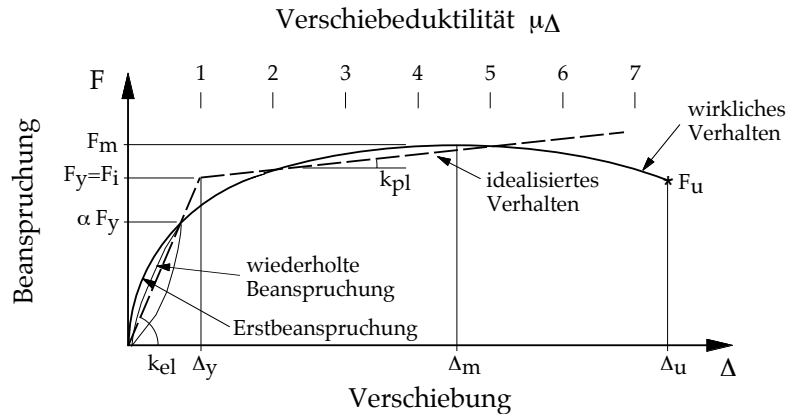 Verschiebeduktilität μΔ
1 2 3 4 5 6 7
F
Beanspruchung
Fm
Fy=Fi
α Fy
wirkliches
Verhalten
kpl
idealisiertes
Verhalten
Fu
wiederholte
Beanspruchung
Erstbeanspruchung
kel
Δy
Δm
Δu
Δ
Verschiebung